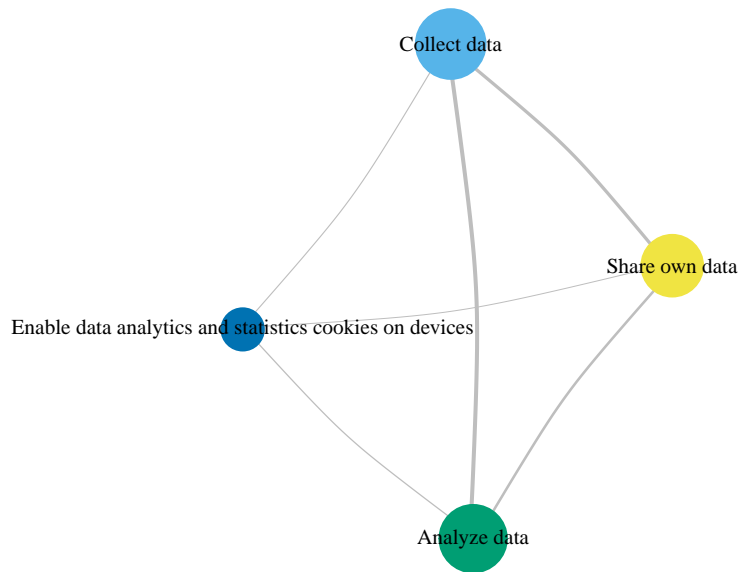 Collect data
Share own data
Enable data analytics and statistics cookies on devices
Analyze data